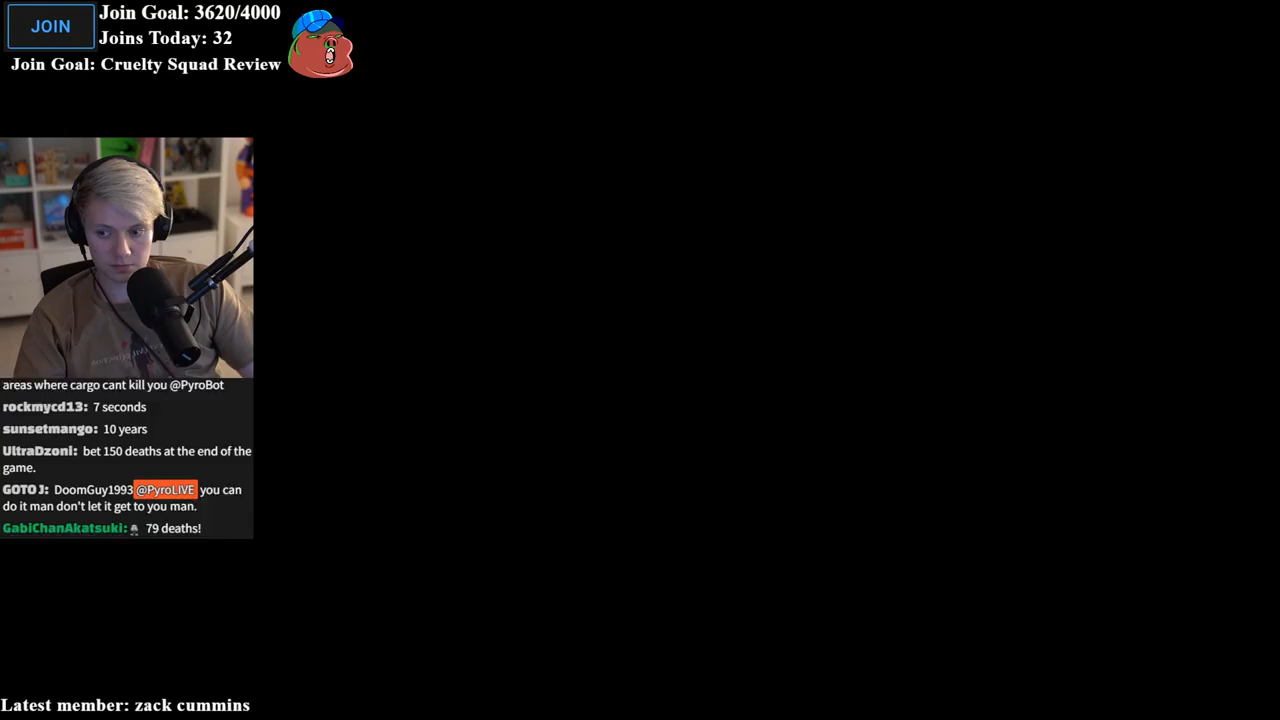 JOIN
Join Goal: 3620/4000
Joins Today: 32
Join Goal: Cruelty Squad Review
areas where cargo cant kill you @PyroBot
rockmycd13: 7 seconds
sunsetmango: 10 years
UltraDzoni: bet 150 deaths at the end of the
game.
GOTO J: DoomGuy1993 @PyroLIVE you can
do it man don't let it get to you man.
GabiChanAkatsuki: 79 deaths!
Latest member: zack cummins